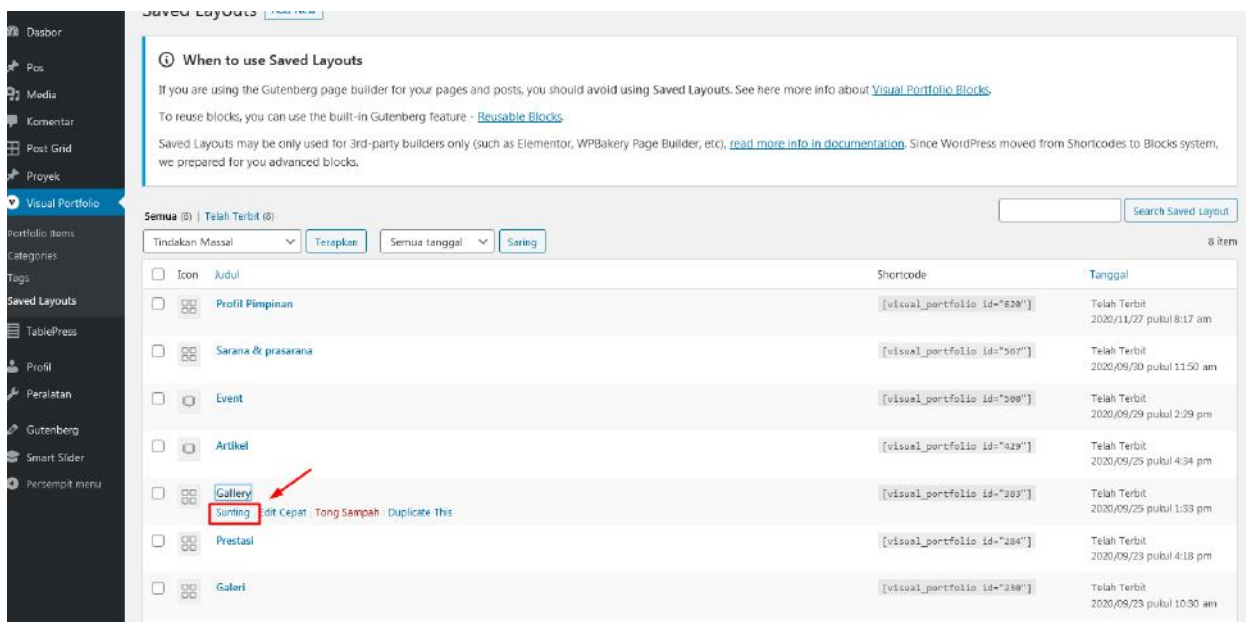 Saved Layouts Add New
Dasbor
Pos
Media
Komentar
Post Grid
Proyek
Visual Portfolio
Portfolio Items
Categories
Tags
Saved Layouts
TablePress
Profil
Peralatan
Gutenberg
Smart Slider
Persempit menu
When to use Saved Layouts
If you are using the Gutenberg page builder for your pages and posts, you should avoid using Saved Layouts. See here more info about Visual Portfolio Blocks.
To reuse blocks, you can use the built-in Gutenberg feature - Reusable Blocks.
Saved Layouts may be only used for 3rd-party builders only (such as Elementor, WPBakery Page Builder, etc), read more info in documentation. Since WordPress moved from Shortcodes to Blocks system,
we prepared for you advanced blocks.
Semua (8) | Telah Terbit (8)
Search Saved Layout
Tindakan Massal Terapkan Semua tanggal Saring
8 item
Icon Judul Shortcode Tanggal
Profil Pimpinan [visual_portfolio id="620"] Telah Terbit
2020/11/27 pukul 8:17 am
Sarana & prasarana [visual_portfolio id="567"] Telah Terbit
2020/09/30 pukul 11:50 am
Event [visual_portfolio id="500"] Telah Terbit
2020/09/29 pukul 2:29 pm
Artikel [visual_portfolio id="429"] Telah Terbit
2020/09/25 pukul 4:34 pm
Gallery [visual_portfolio id="383"] Telah Terbit
Sunting Edit Cepat | Tong Sampah | Duplicate This 2020/09/25 pukul 1:33 pm
Prestasi [visual_portfolio id="284"] Telah Terbit
2020/09/23 pukul 4:18 pm
Galeri [visual_portfolio id="230"] Telah Terbit
2020/09/23 pukul 10:30 am